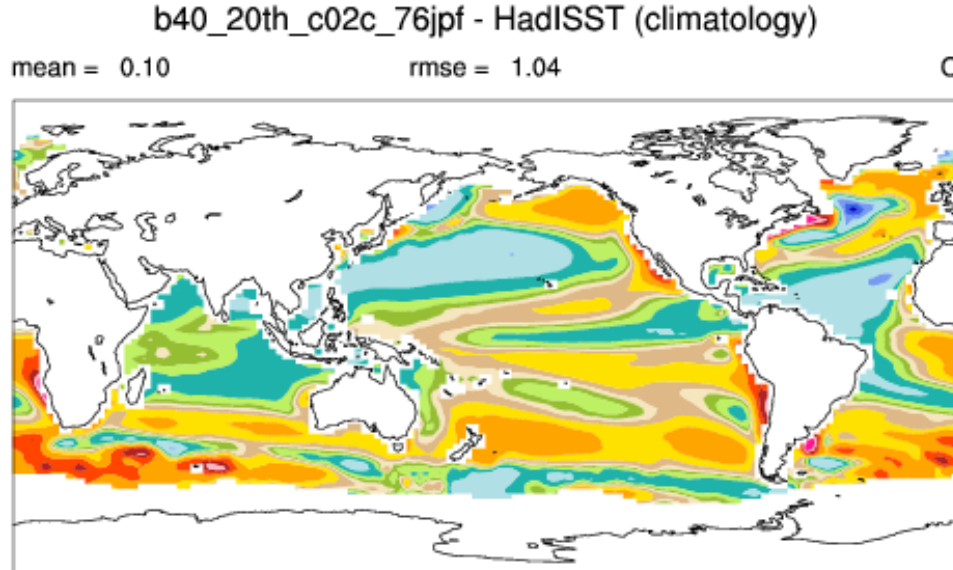 b40_20th_c02c_76jpf - HadISST (climatology)
mean = 0.10 rmse = 1.04 C